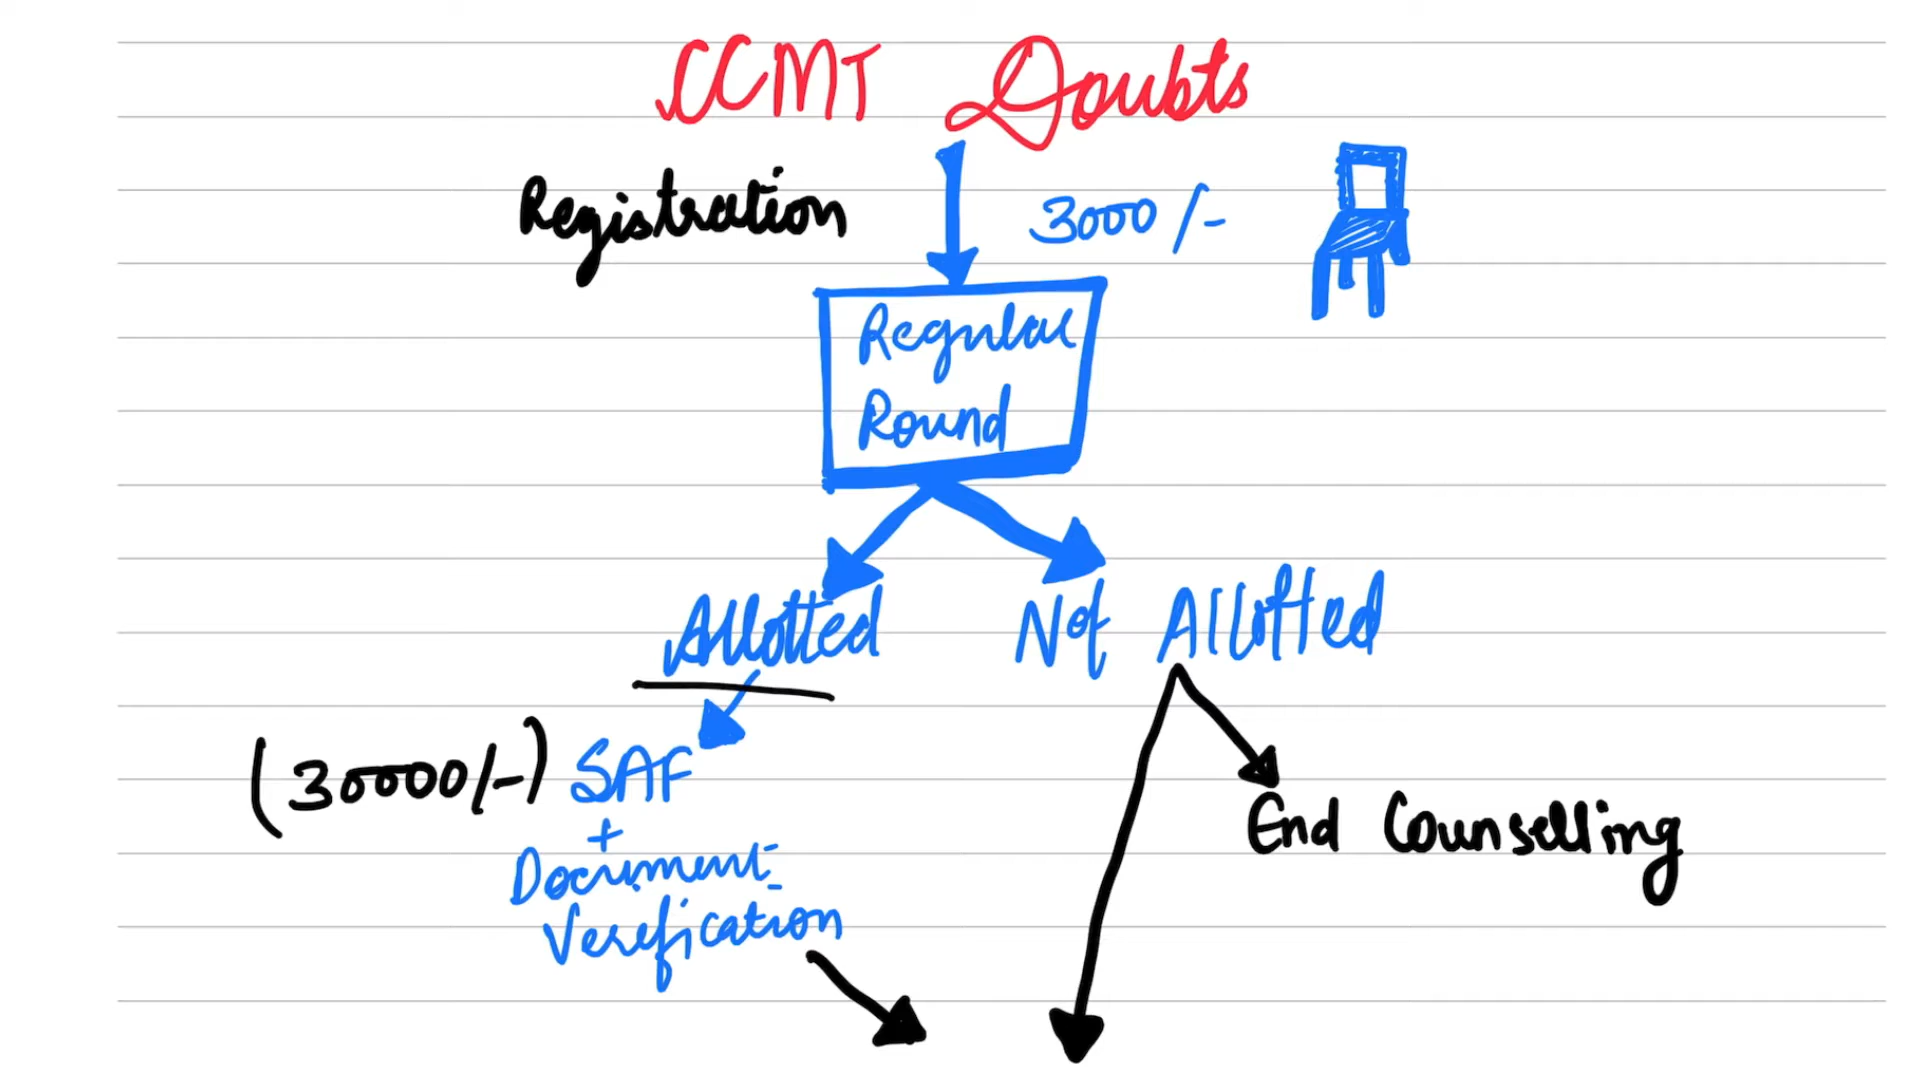 CCMT Doubts
Registration 3000/-
Regular
Round
Allotted Not Allotted
(30000/-) SAF
+
End Counselling
Document
Verification